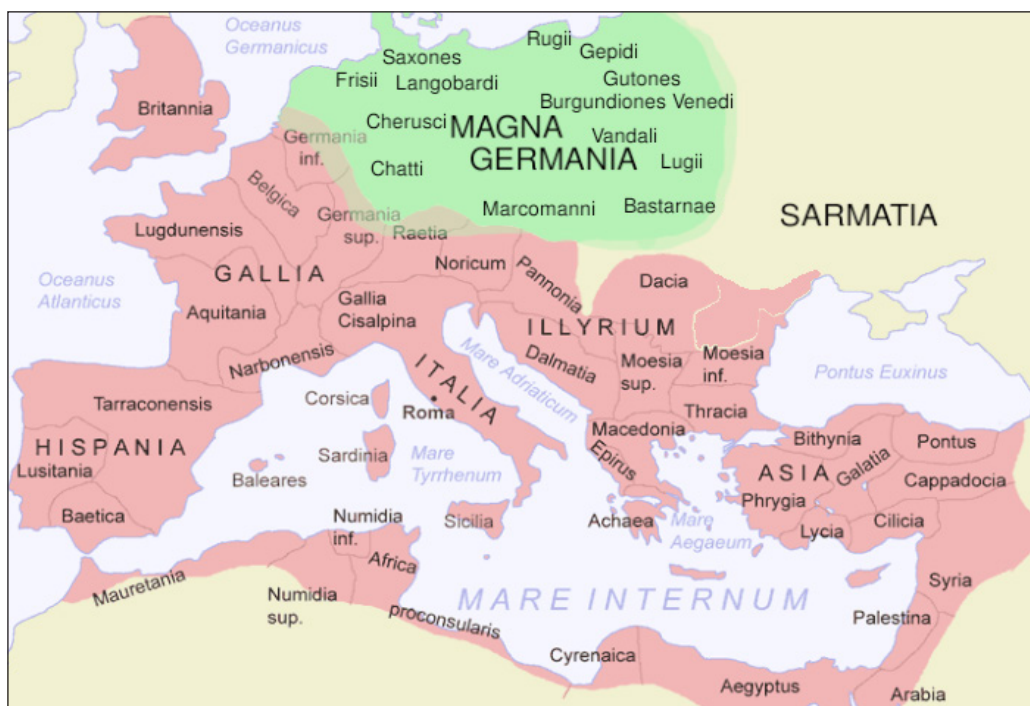 Oceanus
Germanicus
Rugii
Gepidi
Saxones
Frisii
Langobardi
Gutones
Burgundiones
Venedi
Britannia
Cherusci
MAGNA
GERMANIA
Vandali
Lugii
Germania
inf.
Chatti
Belgica
Marcomanni
Bastarnae
SARMATIA
Germania
sup.
Raetia
Lugdunensis
Noricum
Pannonia
Dacia
GALLIA
Oceanus
Atlanticus
Aquitania
Gallia
Cisalpina
ILLYRIUM
Narbonensis
Mare Adriaticum
Dalmatia
Moesia
sup.
Moesia
inf.
Pontus Euxinus
ITALIA
Tarraconensis
Corsica
Roma
Thracia
HISPANIA
Macedonia
Bithynia
Pontus
Lusitania
Sardinia
Mare
Tyrrhenum
Epirus
ASIA
Galatia
Cappadocia
Baleares
Phrygia
Baetica
Numidia
inf.
Sicilia
Achaea
Mare
Aegaeum
Lycia
Cilicia
Africa
Mauretania
Numidia
sup.
proconsularis
MARE INTERNUM
Syria
Palestina
Cyrenaica
Aegyptus
Arabia